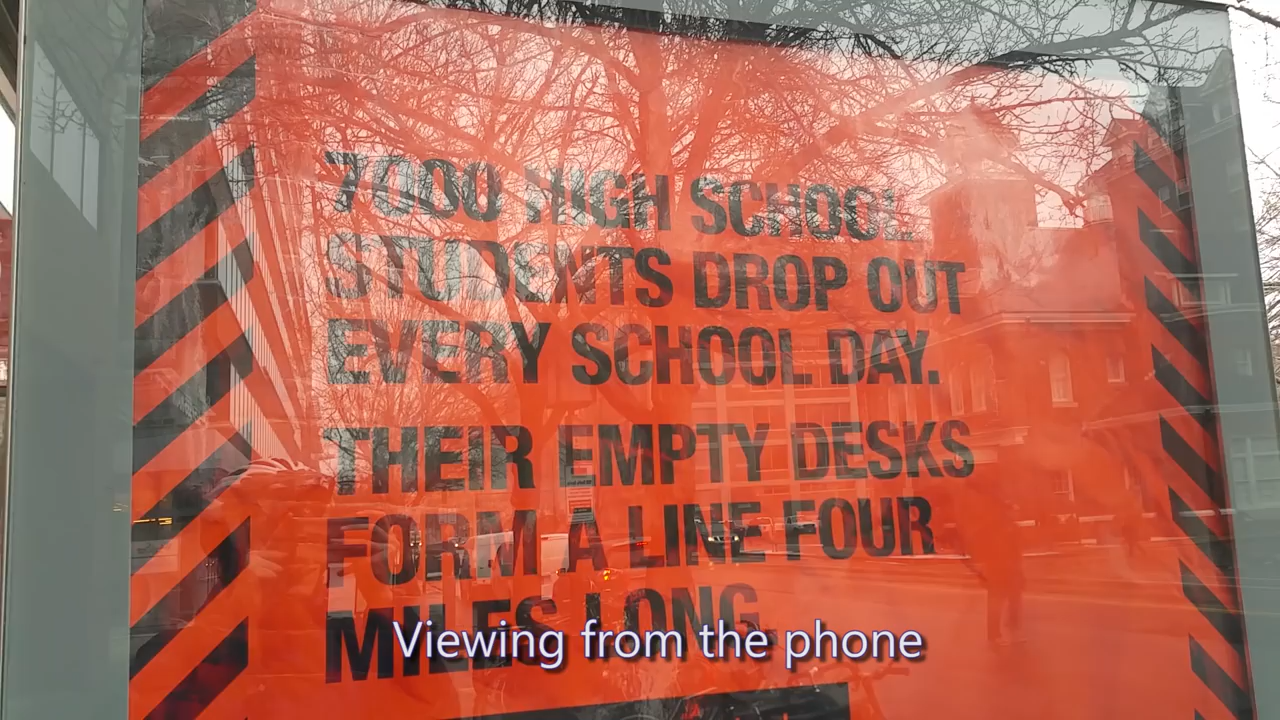 7000 HIGH SCHOOL
STUDENTS DROP OUT
EVERY SCHOOL DAY.
THEIR EMPTY DESKS
FORM A LINE FOUR
MILES LONG.
Viewing from the phone